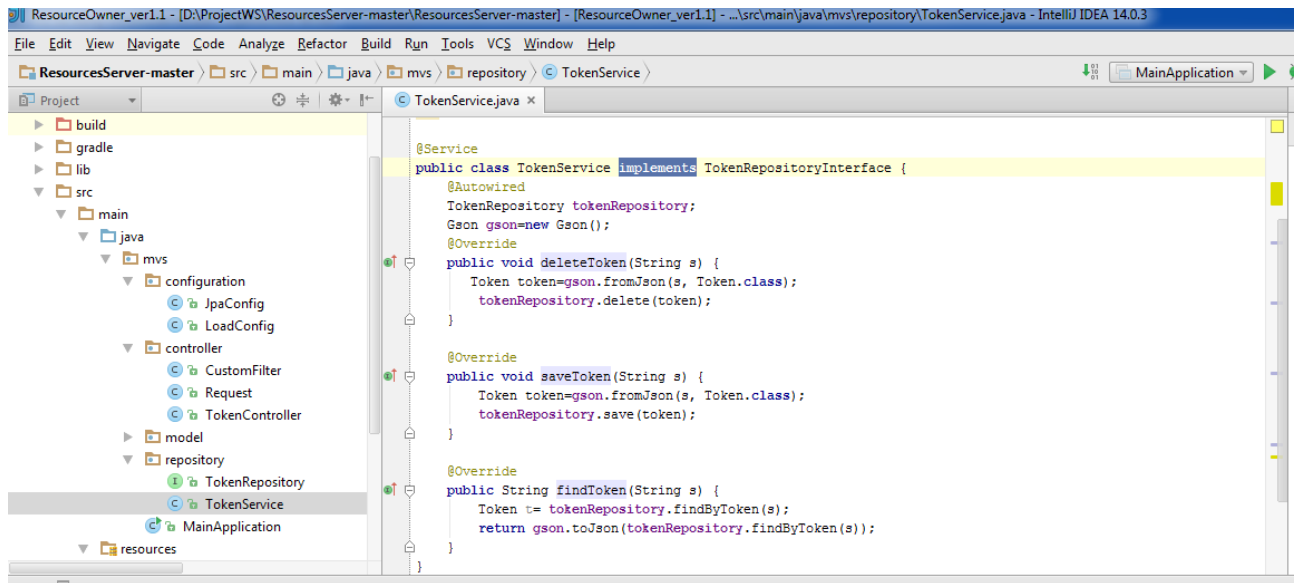 ResourceOwner_ver1.1 - [D:\ProjectWS\ResourcesServer-master\ResourcesServer-master] - [ResourceOwner_ver1.1] - ...\src\main\java\mvs\repository\TokenService.java - IntelliJ IDEA 14.0.3
File Edit View Navigate Code Analyze Refactor Build Run Tools VCS Window Help
ResourcesServer-master src main java mvs repository TokenService MainApplication
Project
TokenService.java
build
gradle
lib
src
main
java
mvs
configuration
JpaConfig
LoadConfig
controller
CustomFilter
Request
TokenController
model
repository
TokenRepository
TokenService
MainApplication
resources
@Service
public class TokenService implements TokenRepositoryInterface {
@Autowired
TokenRepository tokenRepository;
Gson gson=new Gson();
@Override
public void deleteToken(String s) {
Token token=gson.fromJson(s, Token.class);
tokenRepository.delete(token);
}
@Override
public void saveToken(String s) {
Token token=gson.fromJson(s, Token.class);
tokenRepository.save(token);
}
@Override
public String findToken(String s) {
Token t= tokenRepository.findByToken(s);
return gson.toJson(tokenRepository.findByToken(s));
}
}